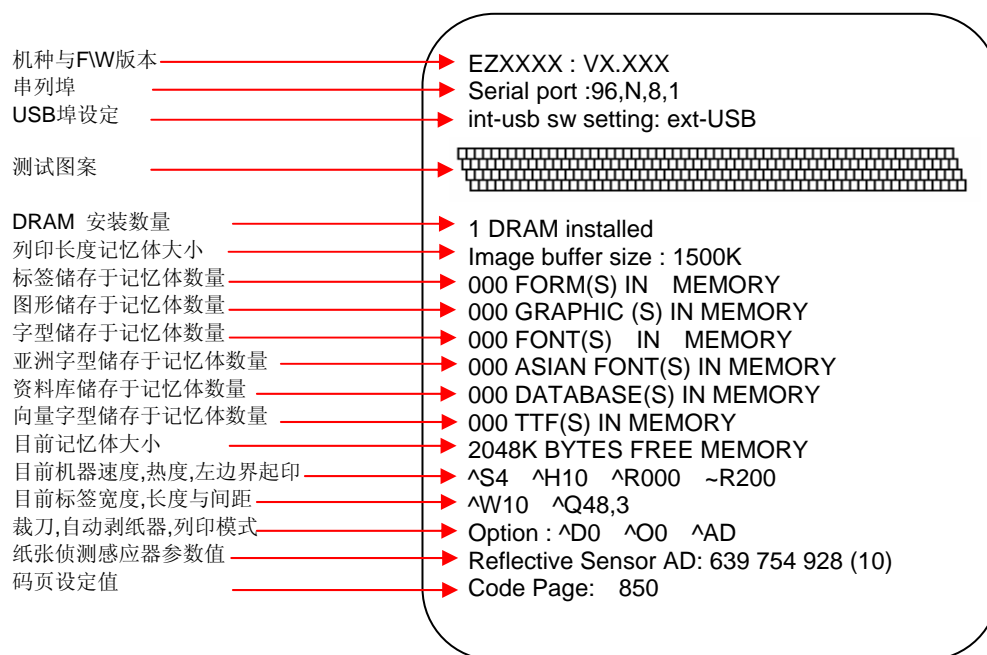 机种与F\W版本 EZXXXX : VX.XXX
串列埠 Serial port :96,N,8,1
USB埠设定 int-usb sw setting: ext-USB
测试图案
DRAM 安装数量 1 DRAM installed
列印长度记忆体大小 Image buffer size : 1500K
标签储存于记忆体数量 000 FORM(S) IN MEMORY
图形储存于记忆体数量 000 GRAPHIC (S) IN MEMORY
字型储存于记忆体数量 000 FONT(S) IN MEMORY
亚洲字型储存于记忆体数量 000 ASIAN FONT(S) IN MEMORY
资料库储存于记忆体数量 000 DATABASE(S) IN MEMORY
向量字型储存于记忆体数量 000 TTF(S) IN MEMORY
目前记忆体大小 2048K BYTES FREE MEMORY
目前机器速度,热度,左边界起印 ^S4 ^H10 ^R000 ~R200
目前标签宽度,长度与间距 ^W10 ^Q48,3
裁刀,自动剥纸器,列印模式 Option : ^D0 ^O0 ^AD
纸张侦测感应器参数值 Reflective Sensor AD: 639 754 928 (10)
码页设定值 Code Page: 850